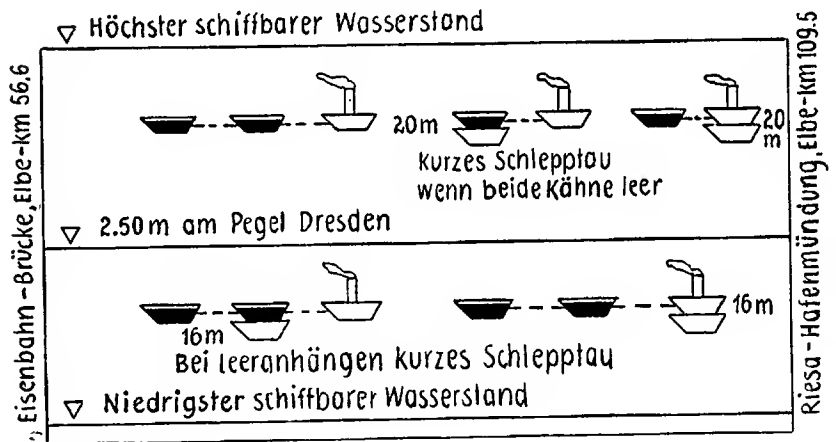 Höchster schiffbarer Wasserstand
Eisenbahn-Brücke, Elbe-km 56,6
20m
20
m
kurzes Schlepptau
wenn beide Kähne leer
2.50m am Pegel Dresden
16m
16m
Bei Leeranhängen kurzes Schlepptau
Niedrigster schiffbarer Wasserstand
Riesa-Hafenmündung, Elbe-km 109.5